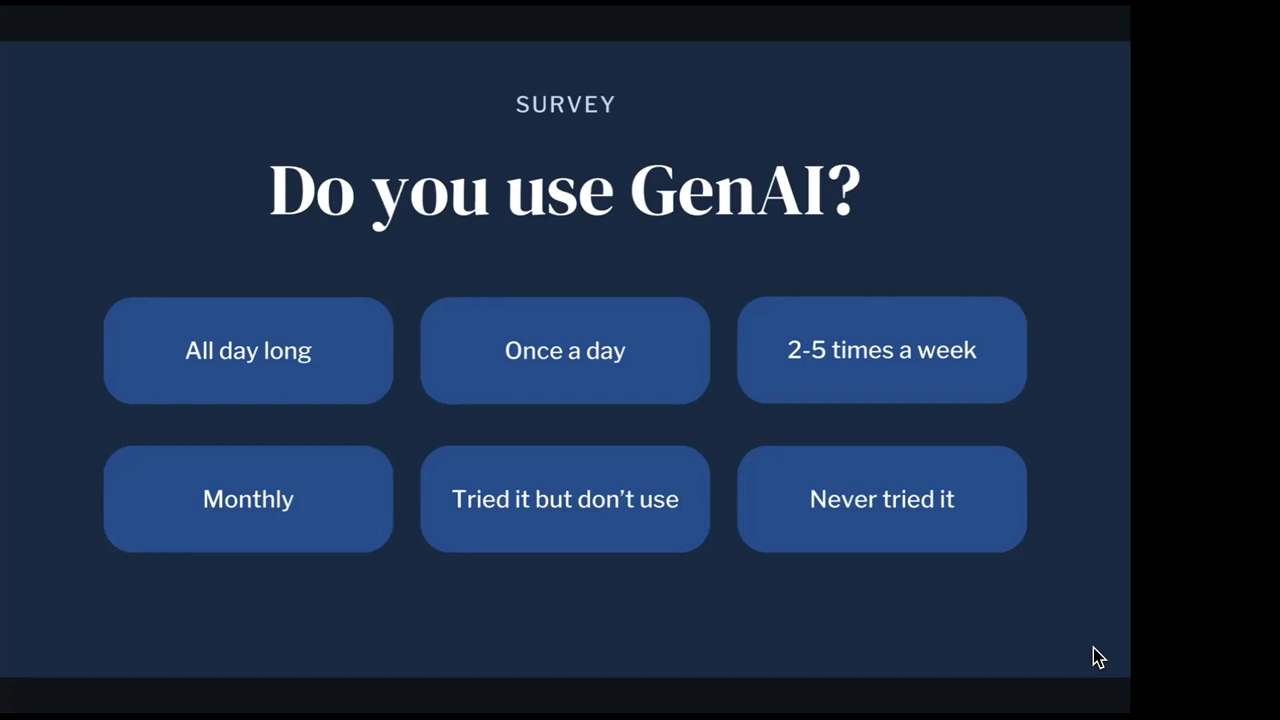 SURVEY
Do you use GenAI?
All day long
Once a day
2-5 times a week
Monthly
Tried it but don’t use
Never tried it